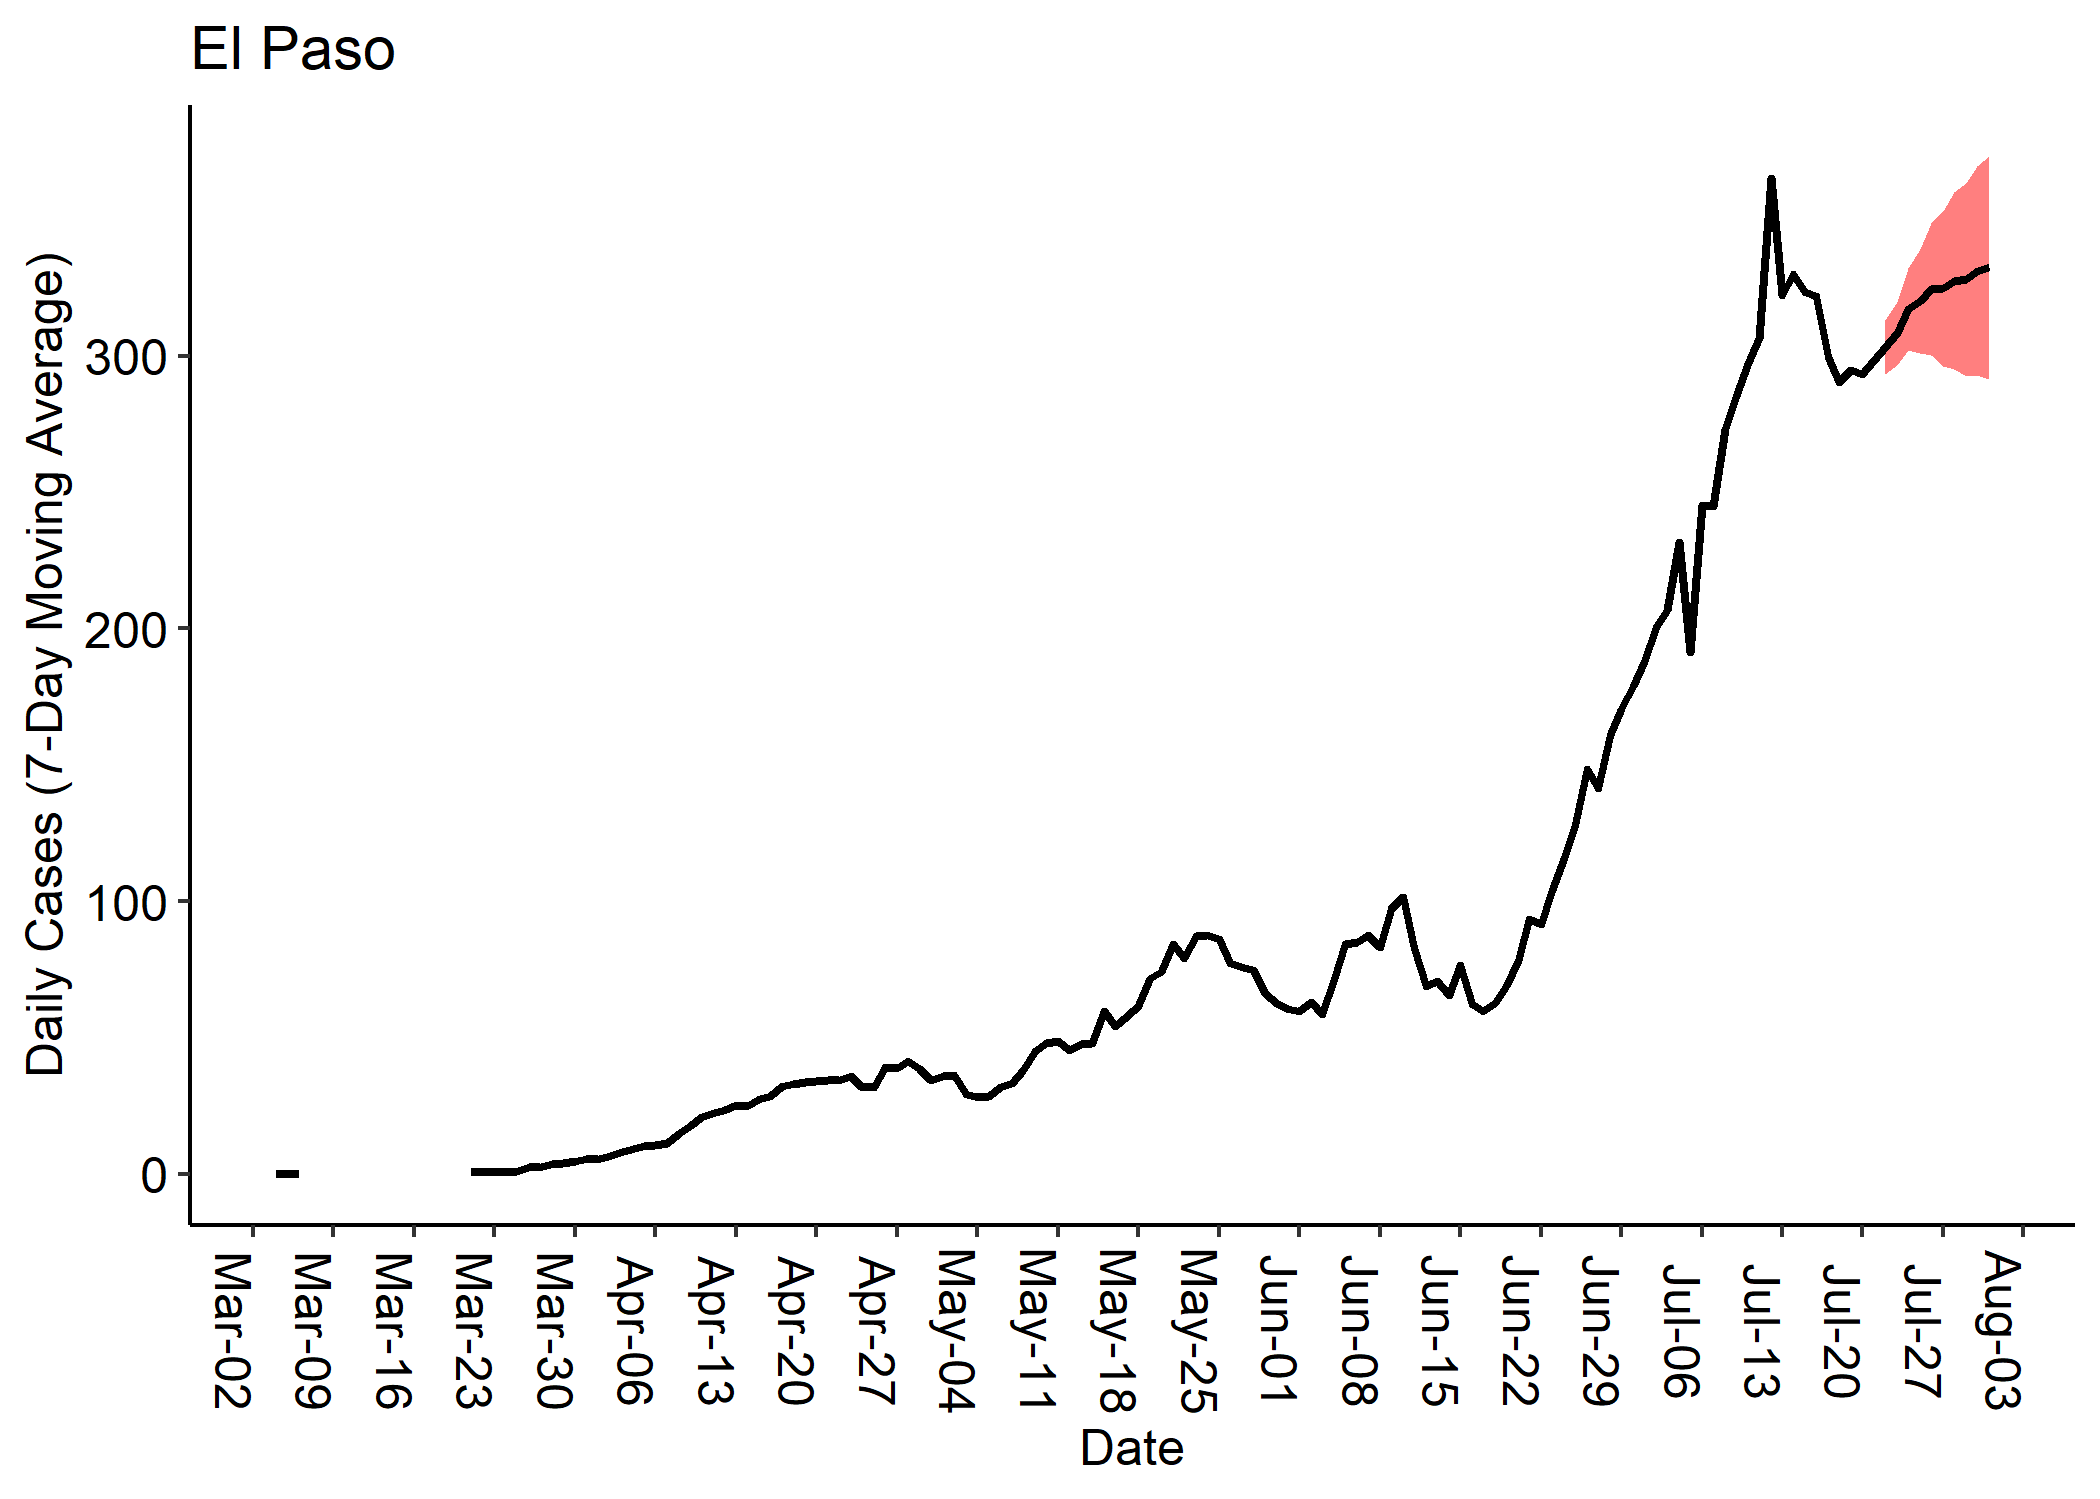 El Paso
Daily Cases (7-Day Moving Average)
300
200
100
0
Mar-02
Mar-09
Mar-16
Mar-23
Mar-30
Apr-06
Apr-13
Apr-20
Apr-27
May-04
May-11
May-18
May-25
Jun-01
Jun-08
Jun-15
Jun-22
Jun-29
Jul-06
Jul-13
Jul-20
Jul-27
Aug-03
Date